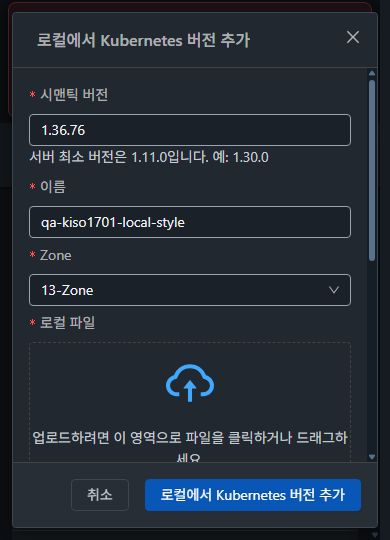 로컬에서 Kubernetes 버전 추가
* 시맨틱 버전
1.36.76
서버 최소 버전은 1.11.0입니다. 예: 1.30.0
* 이름
qa-kiso1701-local-style
* Zone
13-Zone
* 로컬 파일
업로드하려면 이 영역으로 파일을 클릭하거나 드래그하
세요
취소
로컬에서 Kubernetes 버전 추가